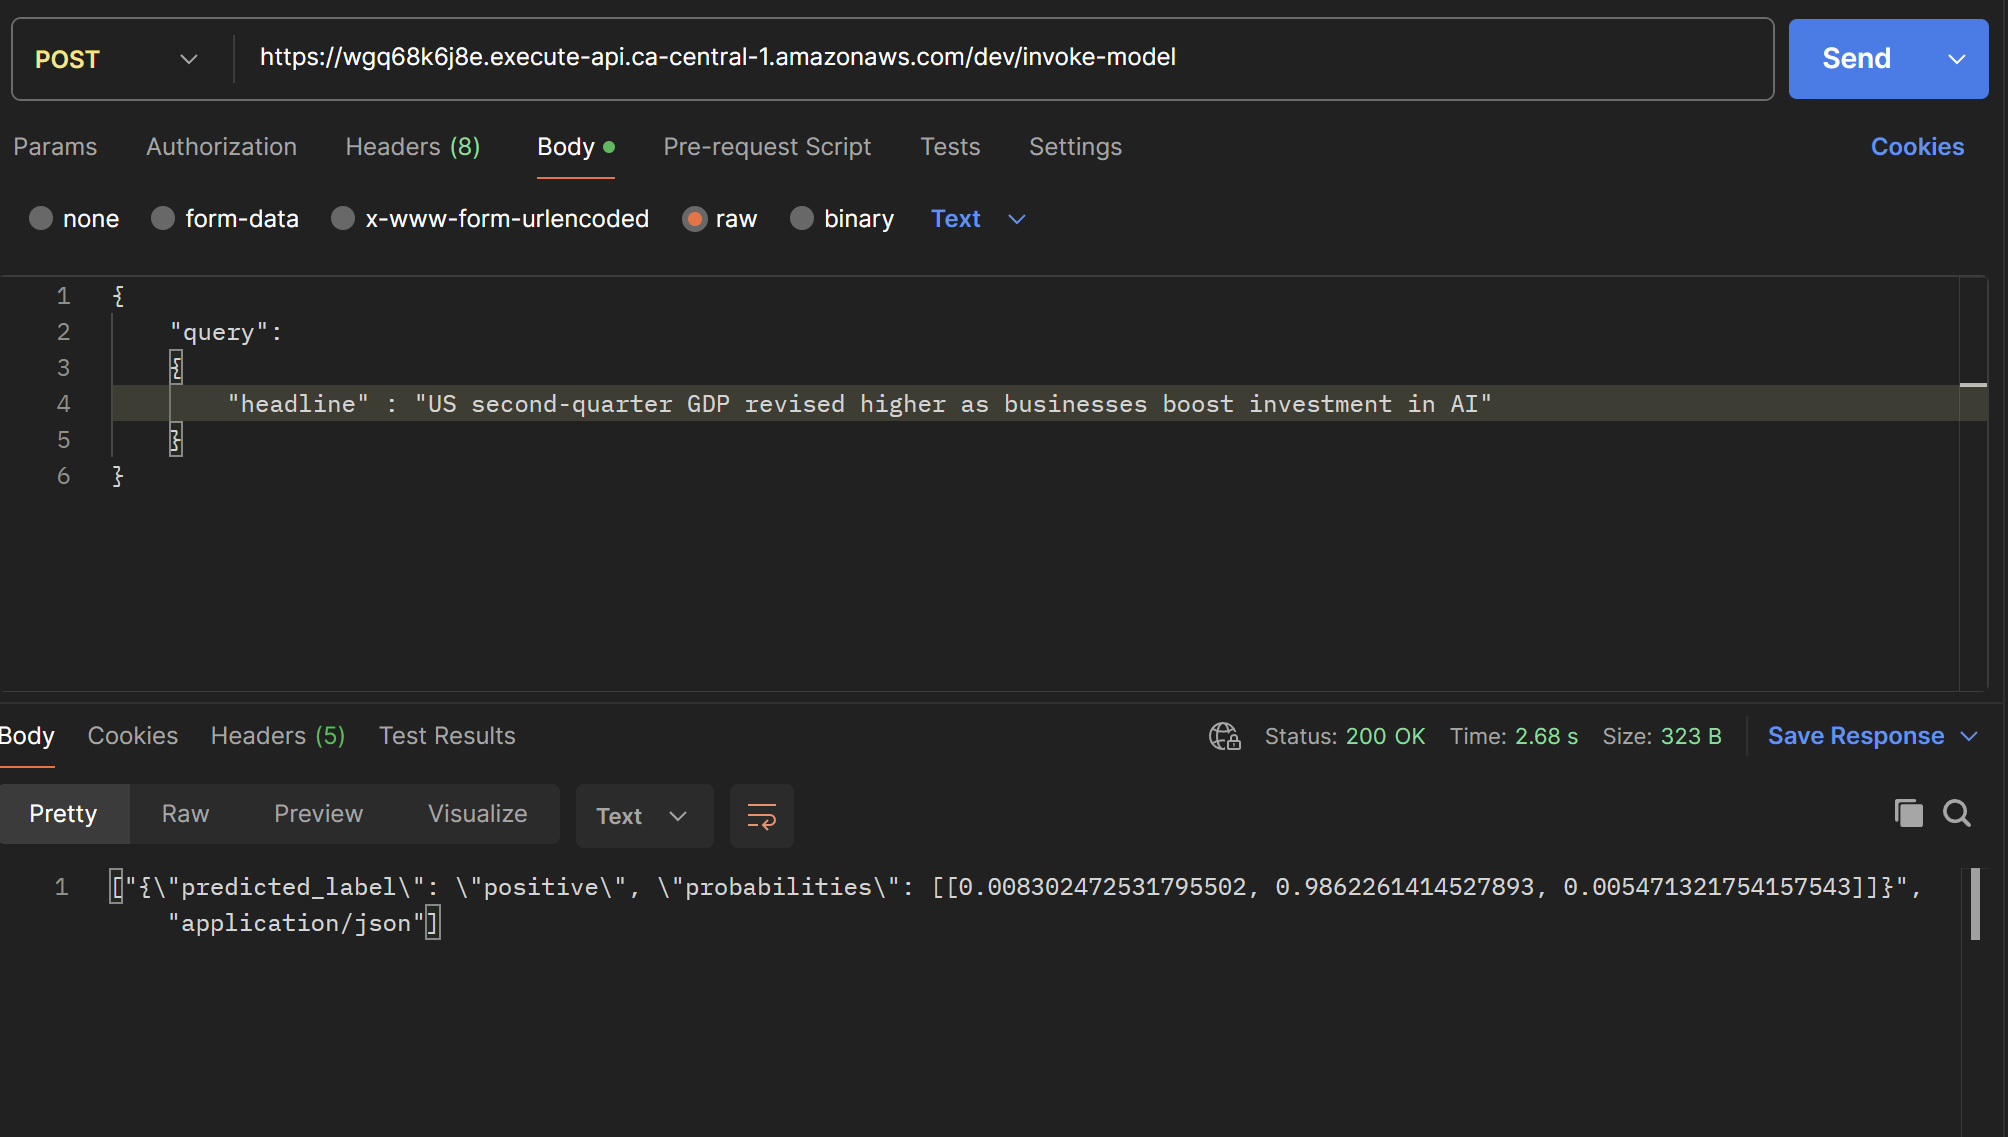 POST https://wgq68k6j8e.execute-api.ca-central-1.amazonaws.com/dev/invoke-model Send
Params Authorization Headers (8) Body Pre-request Script Tests Settings Cookies
none form-data x-www-form-urlencoded raw binary Text
1 {
2 "query":
3 {
4 "headline" : "US second-quarter GDP revised higher as businesses boost investment in AI"
5 }
6 }
Body Cookies Headers (5) Test Results Status: 200 OK Time: 2.68 s Size: 323 B Save Response
Pretty Raw Preview Visualize Text
1 ["{\"predicted_label\": \"positive\", \"probabilities\": [[0.008302472531795502, 0.9862261414527893, 0.005471321754157543]]}",
"application/json"]